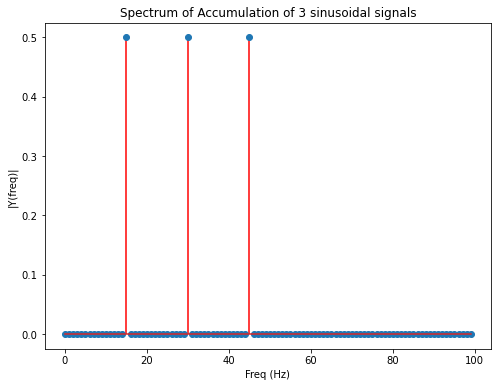 Spectrum of Accumulation of 3 sinusoidal signals
0.5
0.4
0.3
0.2
0.1
0.0
|Y(freq)|
0 20 40 60 80 100
Freq (Hz)